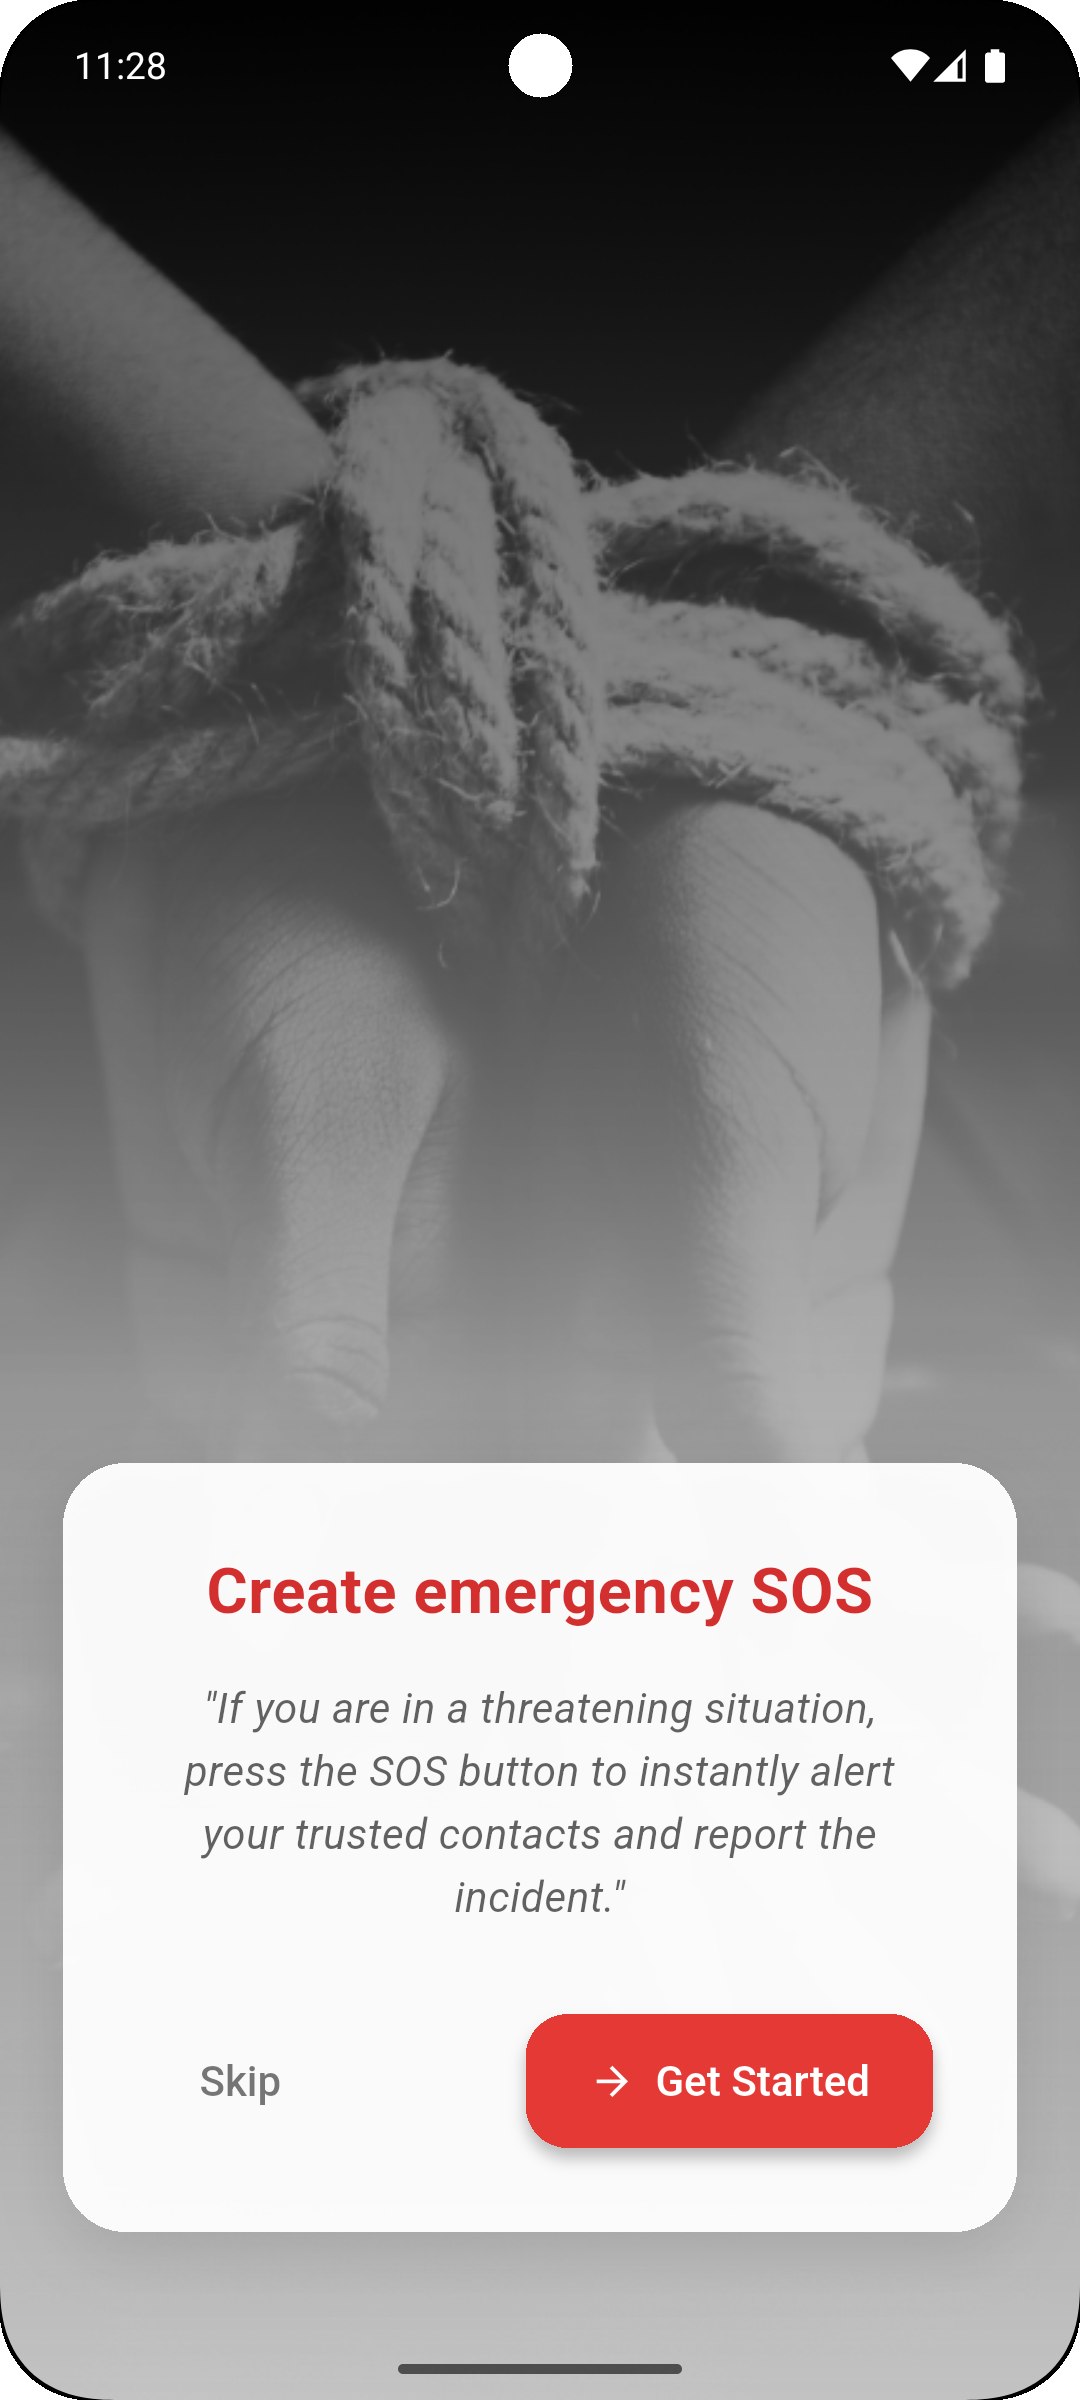 11:28
Create emergency SOS
"If you are in a threatening situation,
press the SOS button to instantly alert
your trusted contacts and report the
incident."
Skip
Get Started